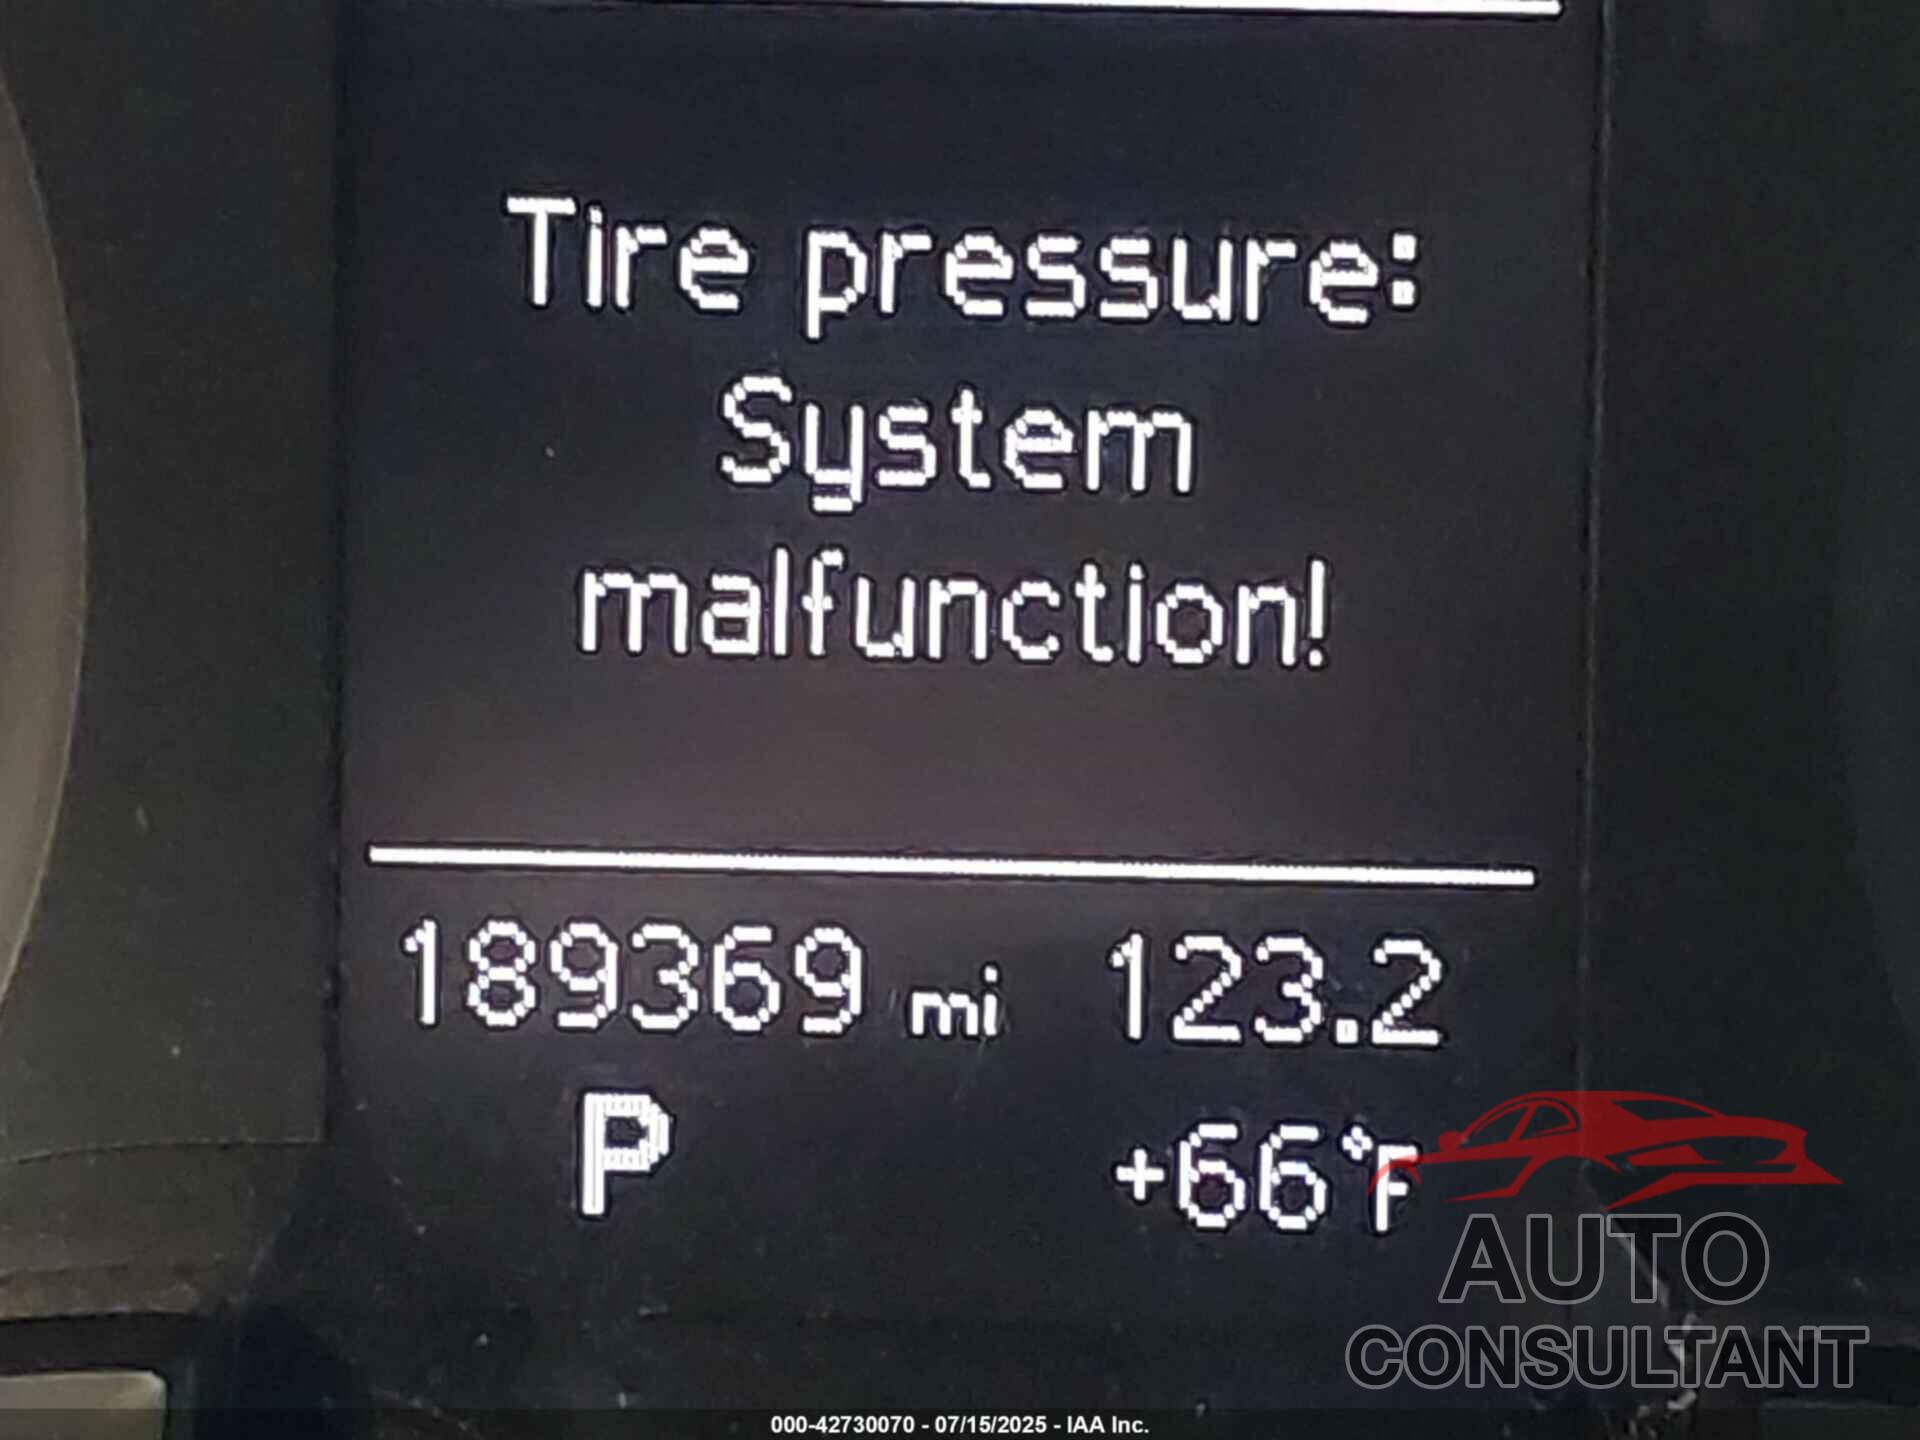 Tire pressure:
System
malfunction!
189369 mi 123.2
P +66°F
AUTO
CONSULTANT
000-42730070 - 07/15/2025 - IAA Inc.